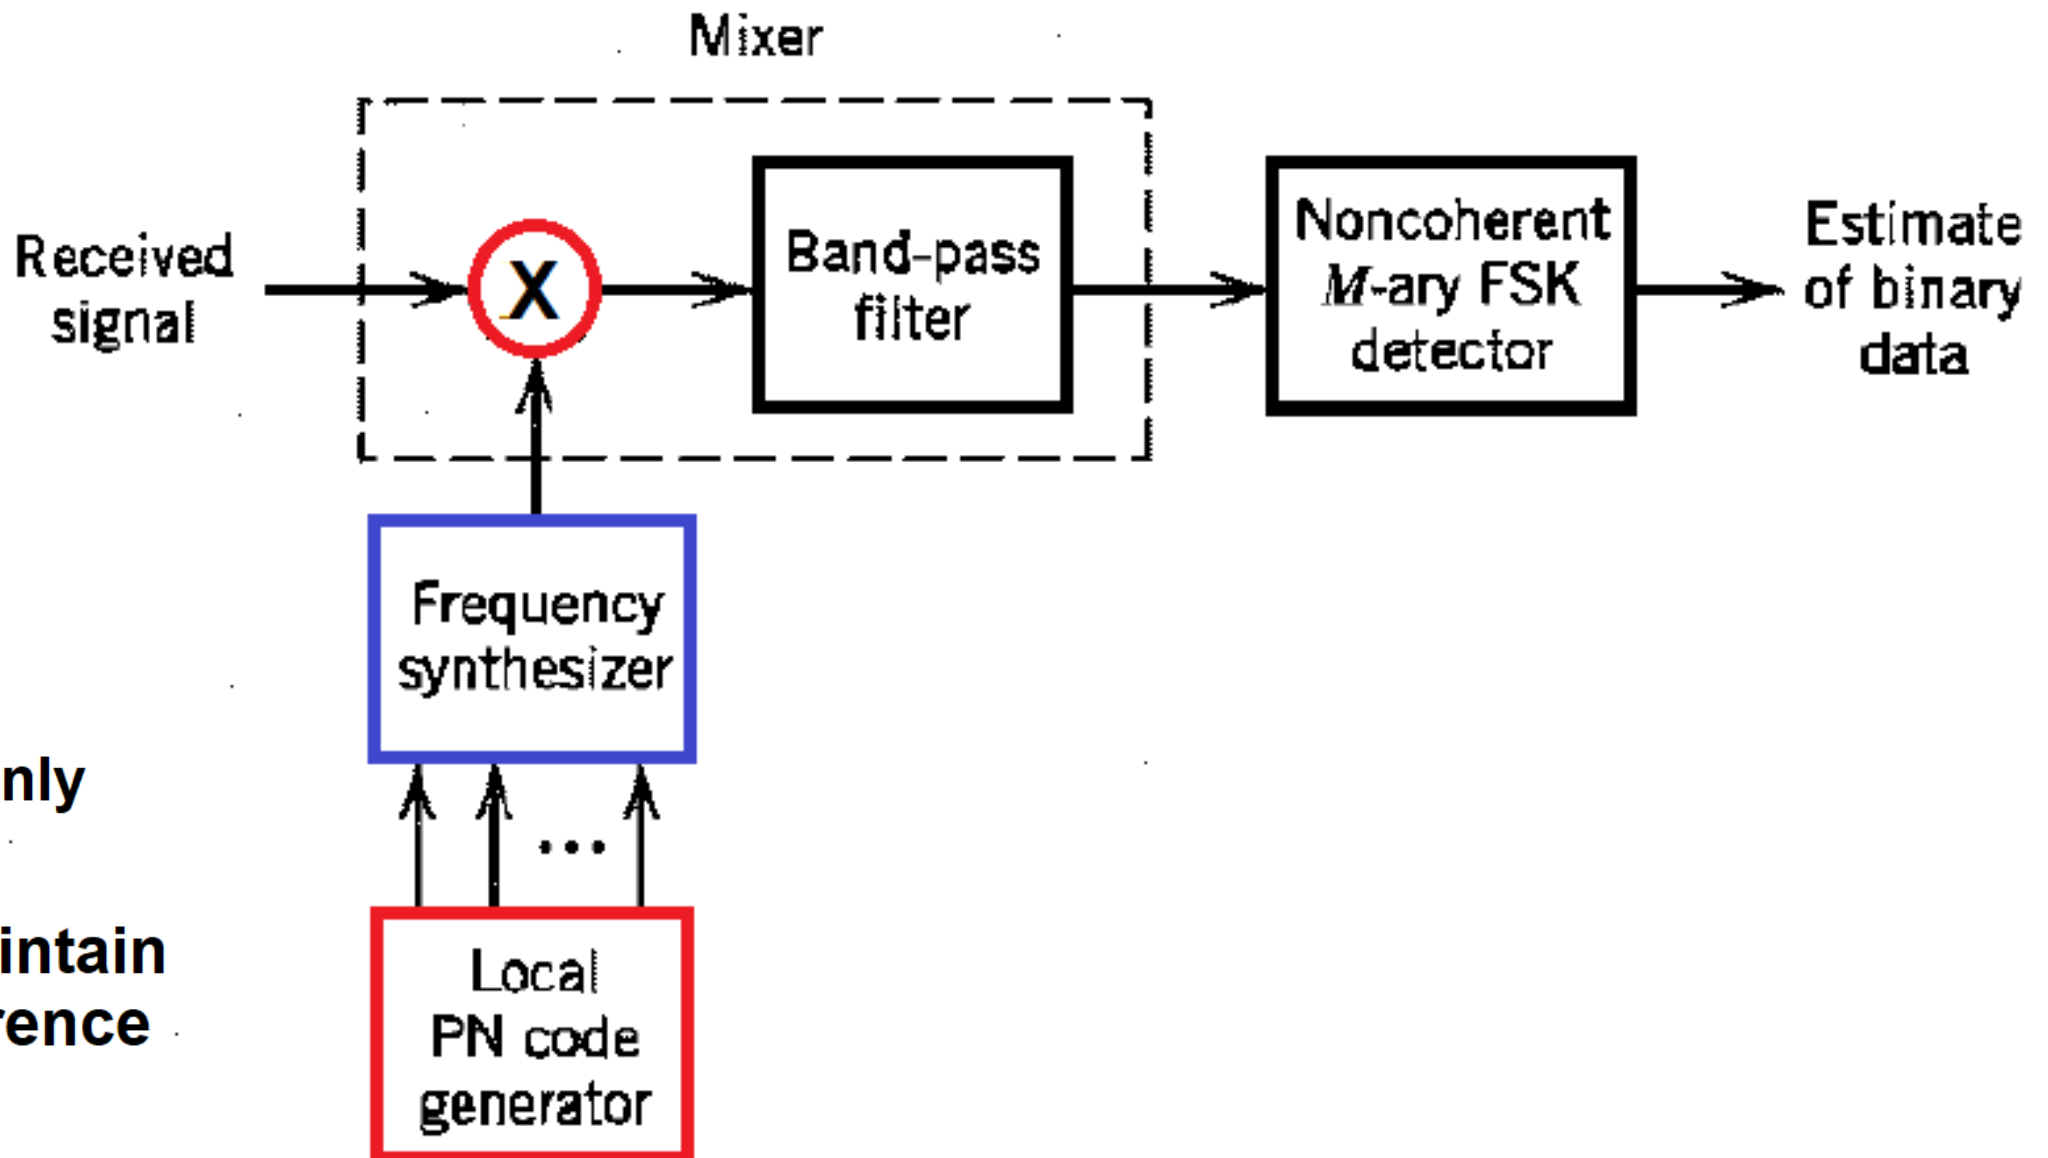 Mixer
Received
signal
X
Band-pass
filter
Noncoherent
M-ary FSK
detector
Estimate
of binary
data
Frequency
synthesizer
nly
...
intain
rence
Local
PN code
generator